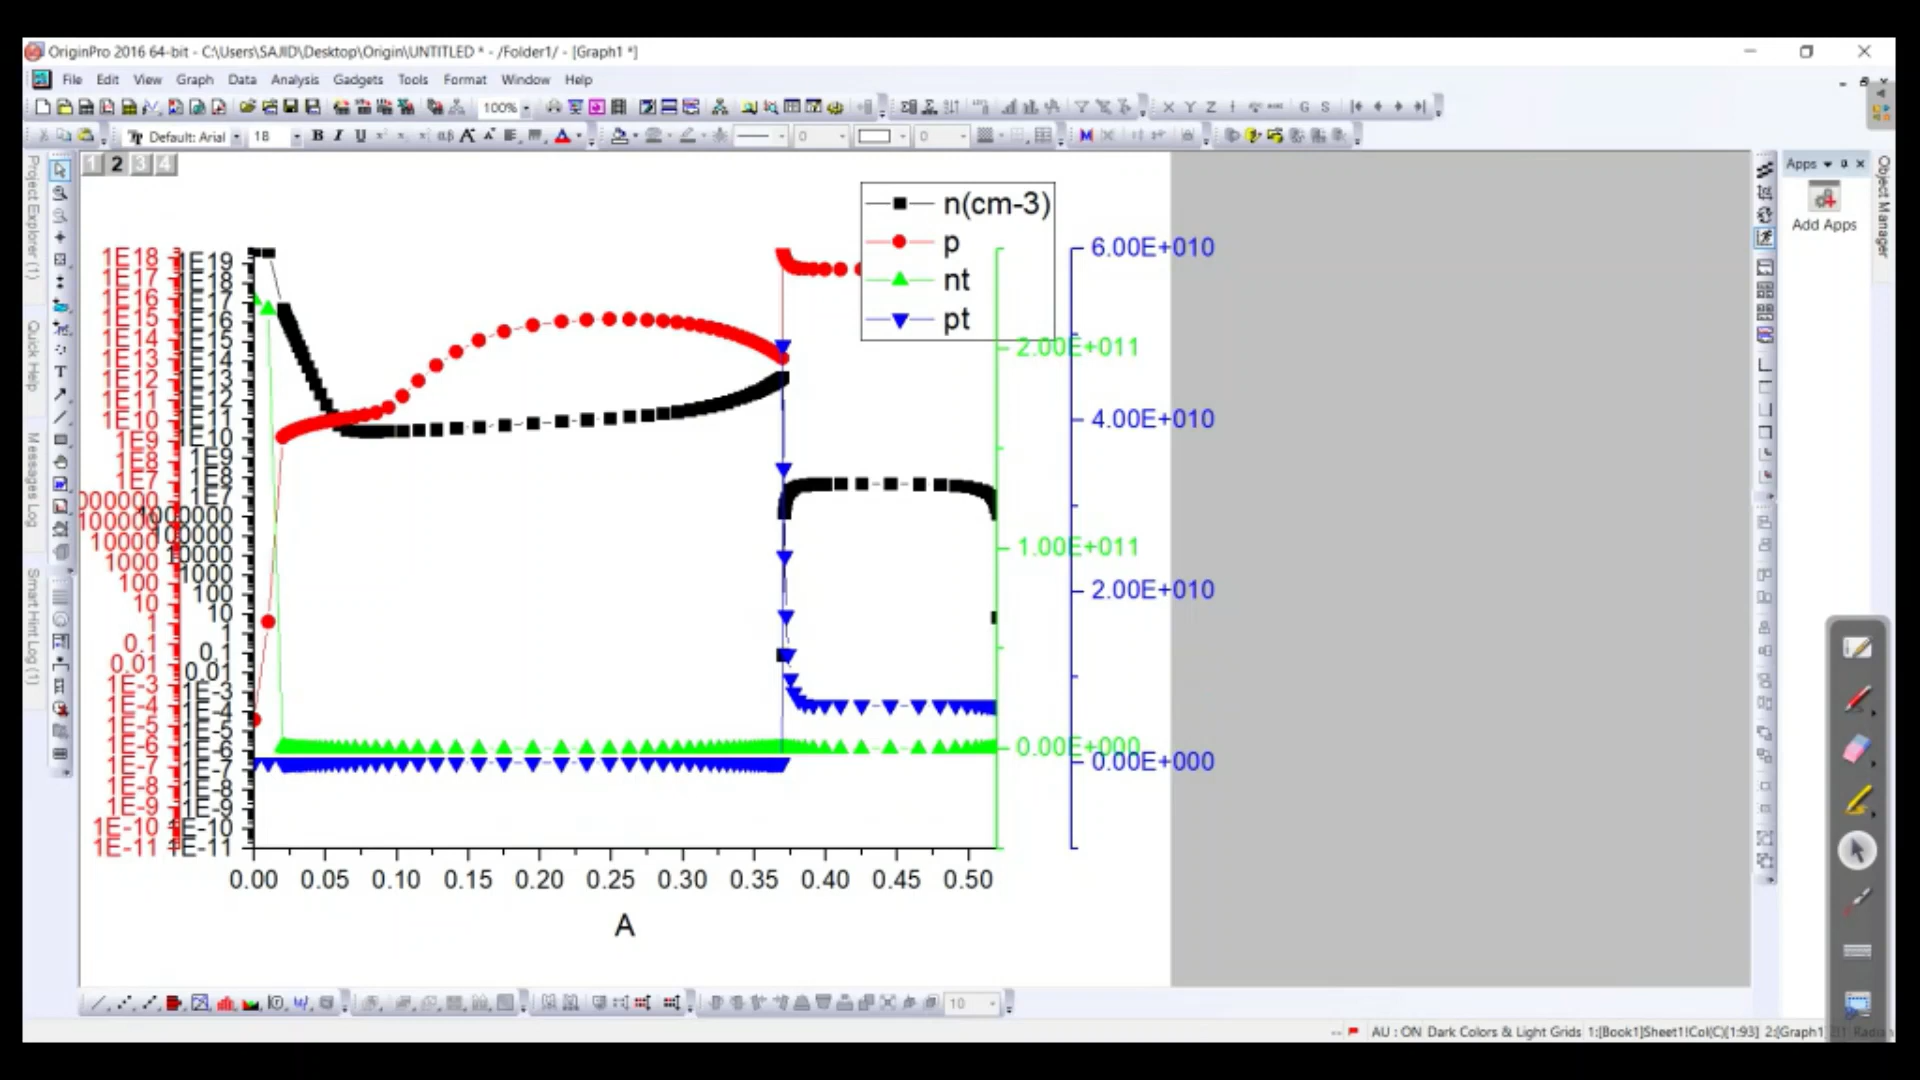 OriginPro 2016 64-bit - C:\Users\SAJID\Desktop\Origin\UNTITLED * - /Folder1/ - [Graph1 *]
File Edit View Graph Data Analysis Gadgets Tools Format Window Help
100%
Default: Arial 18 B I U
0 0
1 2 3 4
Project Explorer (1)
Quick Help
Messages Log
Smart Hint Log (1)
Apps
Add Apps
Object Manager
n(cm-3)
p
nt
pt
1E18
1E17
1E16
1E15
1E14
1E13
1E12
1E11
1E10
1E9
1E8
1E7
000000
100000
10000
1000
100
10
1
0.1
0.01
1E-3
1E-4
1E-5
1E-6
1E-7
1E-8
1E-9
1E-10
1E-11
1E19
1E18
1E17
1E16
1E15
1E14
1E13
1E12
1E11
1E10
1E9
1E8
1E7
1000000
100000
10000
1000
100
10
1
0.1
0.01
1E-3
1E-4
1E-5
1E-6
1E-7
1E-8
1E-9
1E-10
1E-11
2.00E+011
1.00E+011
0.00E+000
6.00E+010
4.00E+010
2.00E+010
0.00E+000
0.00 0.05 0.10 0.15 0.20 0.25 0.30 0.35 0.40 0.45 0.50
A
10
AU : ON Dark Colors & Light Grids 1:[Book1]Sheet1!Col(C)[1:93] 2:[Graph1